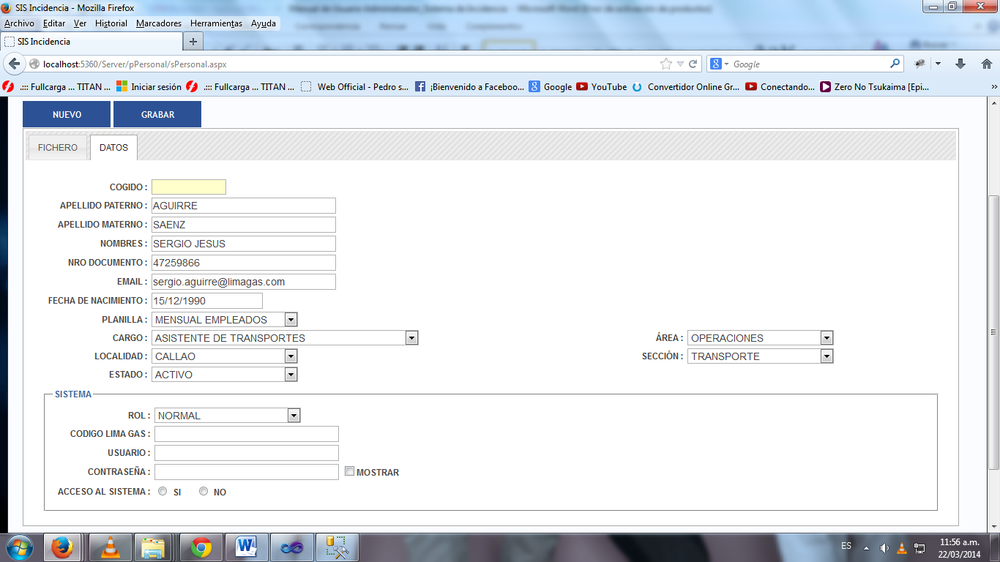 SIS Incidencia - Mozilla Firefox
Archivo Editar Ver Historial Marcadores Herramientas Ayuda
SIS Incidencia
localhost:5360/Server/pPersonal/sPersonal.aspx
Google
.::: Fullcarga ... TITAN ... Iniciar sesión .::: Fullcarga ... TITAN ... Web Official - Pedro s... ¡Bienvenido a Faceboo... Google YouTube Convertidor Online Gr... Conectando... Zero No Tsukaima [Epi...
NUEVO GRABAR
FICHERO DATOS
COGIDO :
APELLIDO PATERNO : AGUIRRE
APELLIDO MATERNO : SAENZ
NOMBRES : SERGIO JESUS
NRO DOCUMENTO : 47259866
EMAIL : sergio.aguirre@limagas.com
FECHA DE NACIMIENTO : 15/12/1990
PLANILLA : MENSUAL EMPLEADOS
CARGO : ASISTENTE DE TRANSPORTES ÁREA : OPERACIONES
LOCALIDAD : CALLAO SECCIÓN : TRANSPORTE
ESTADO : ACTIVO
SISTEMA
ROL : NORMAL
CODIGO LIMA GAS :
USUARIO :
CONTRASEÑA : MOSTRAR
ACCESO AL SISTEMA : SI NO
ES 11:56 a.m.
22/03/2014